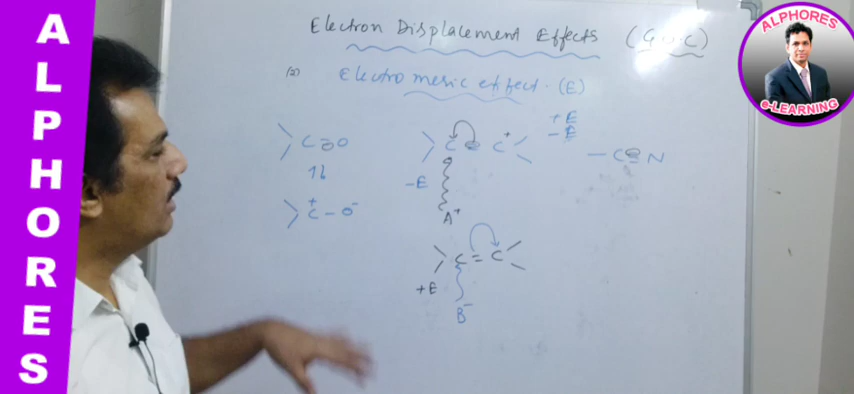 ALPHORES
Electron Displacement Effects (G.O.C)
ALPHORES
e-LEARNING
(2) Electromeric effect . (E)
+E
-E
C=O
C = C+
-C≡N
-E
+C-O-
A+
C=C
+E
B-